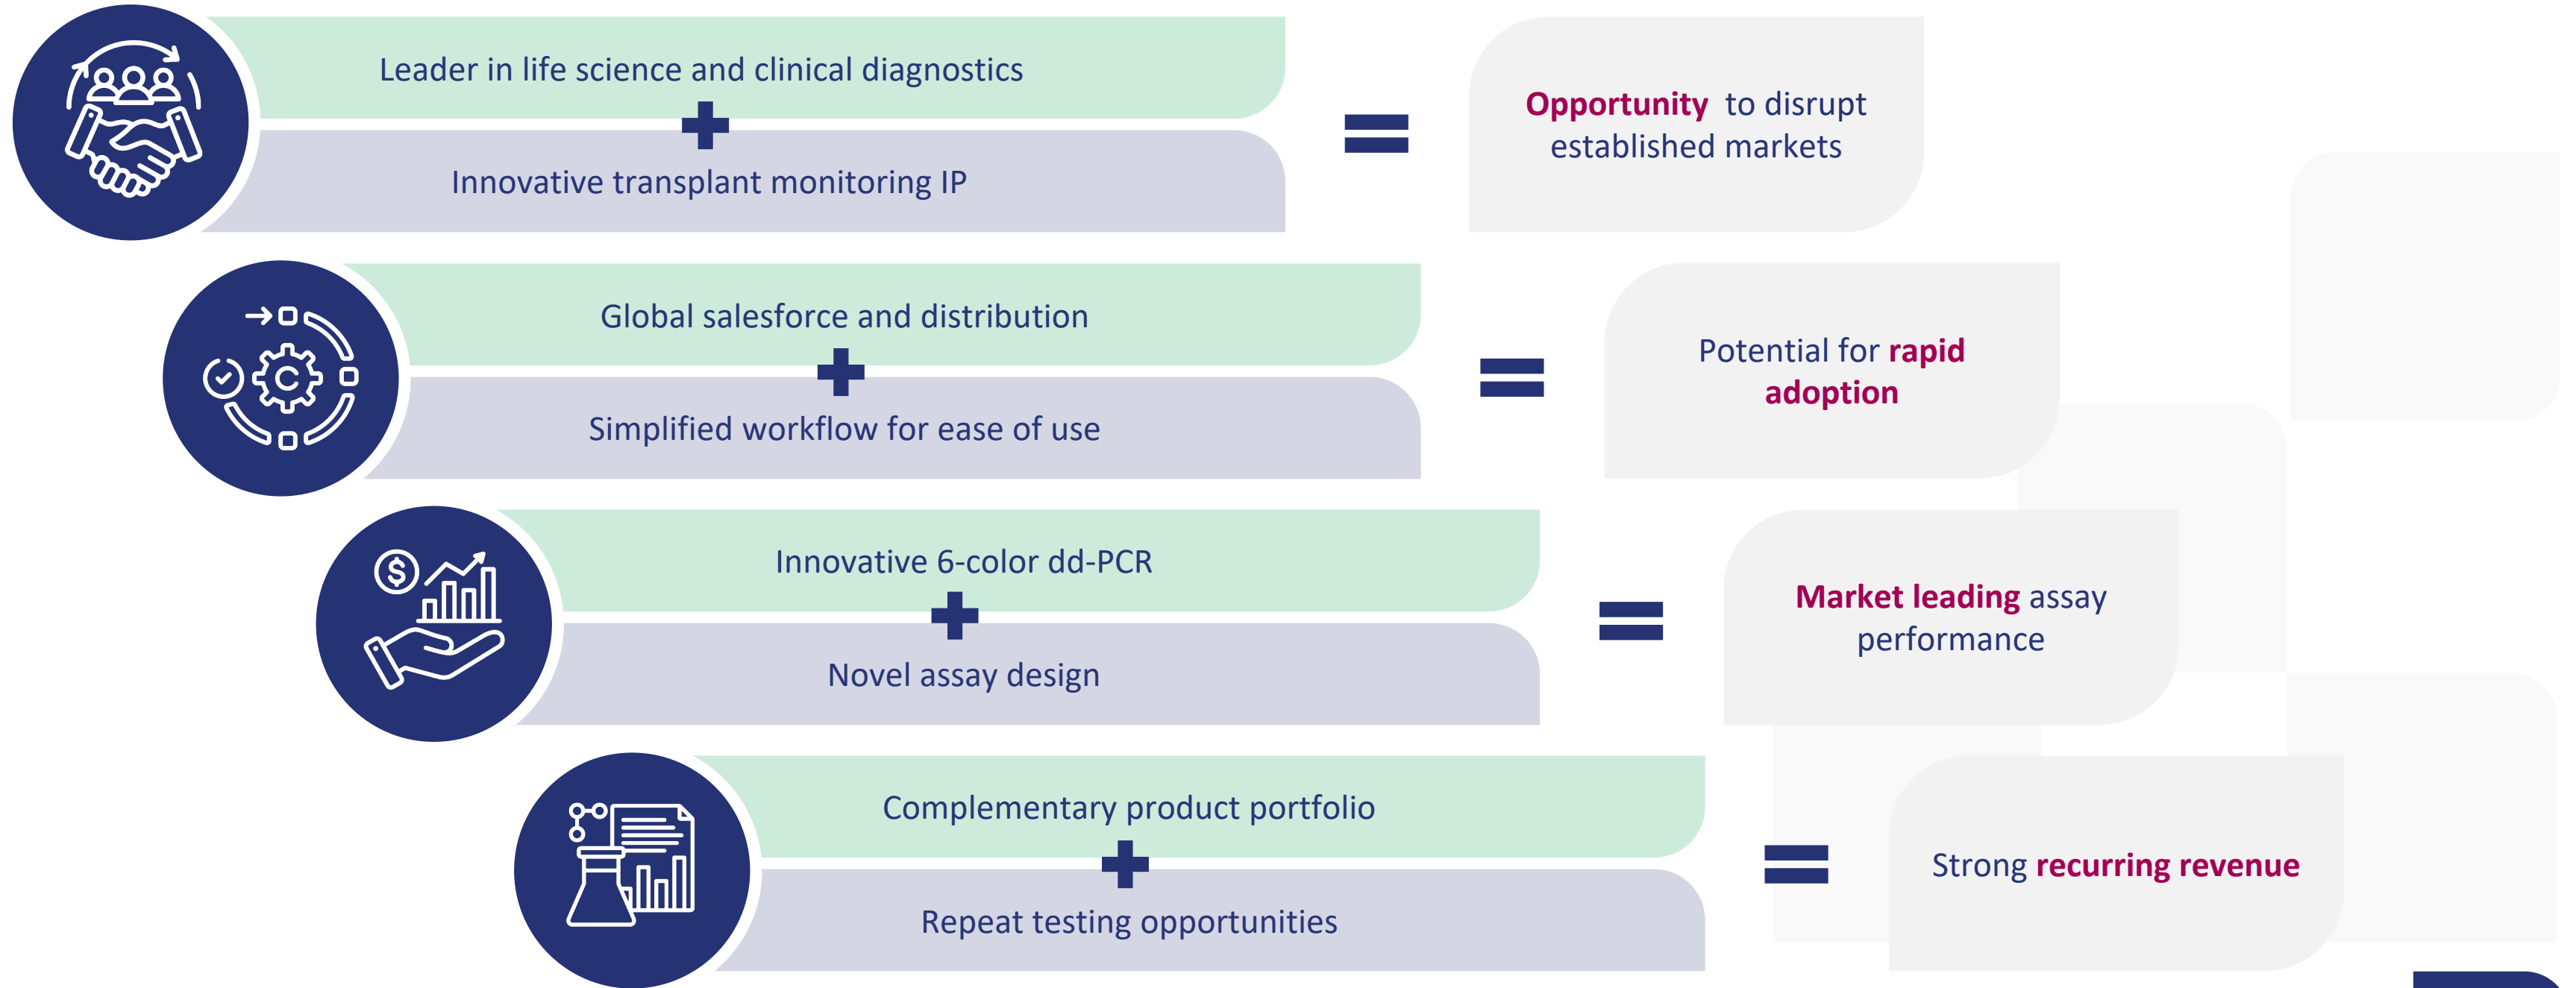 Leader in life science and clinical diagnostics
Innovative transplant monitoring IP
Opportunity to disrupt
established markets
Global salesforce and distribution
Simplified workflow for ease of use
Potential for rapid
adoption
Innovative 6-color dd-PCR
Novel assay design
Market leading assay
performance
Complementary product portfolio
Repeat testing opportunities
Strong recurring revenue